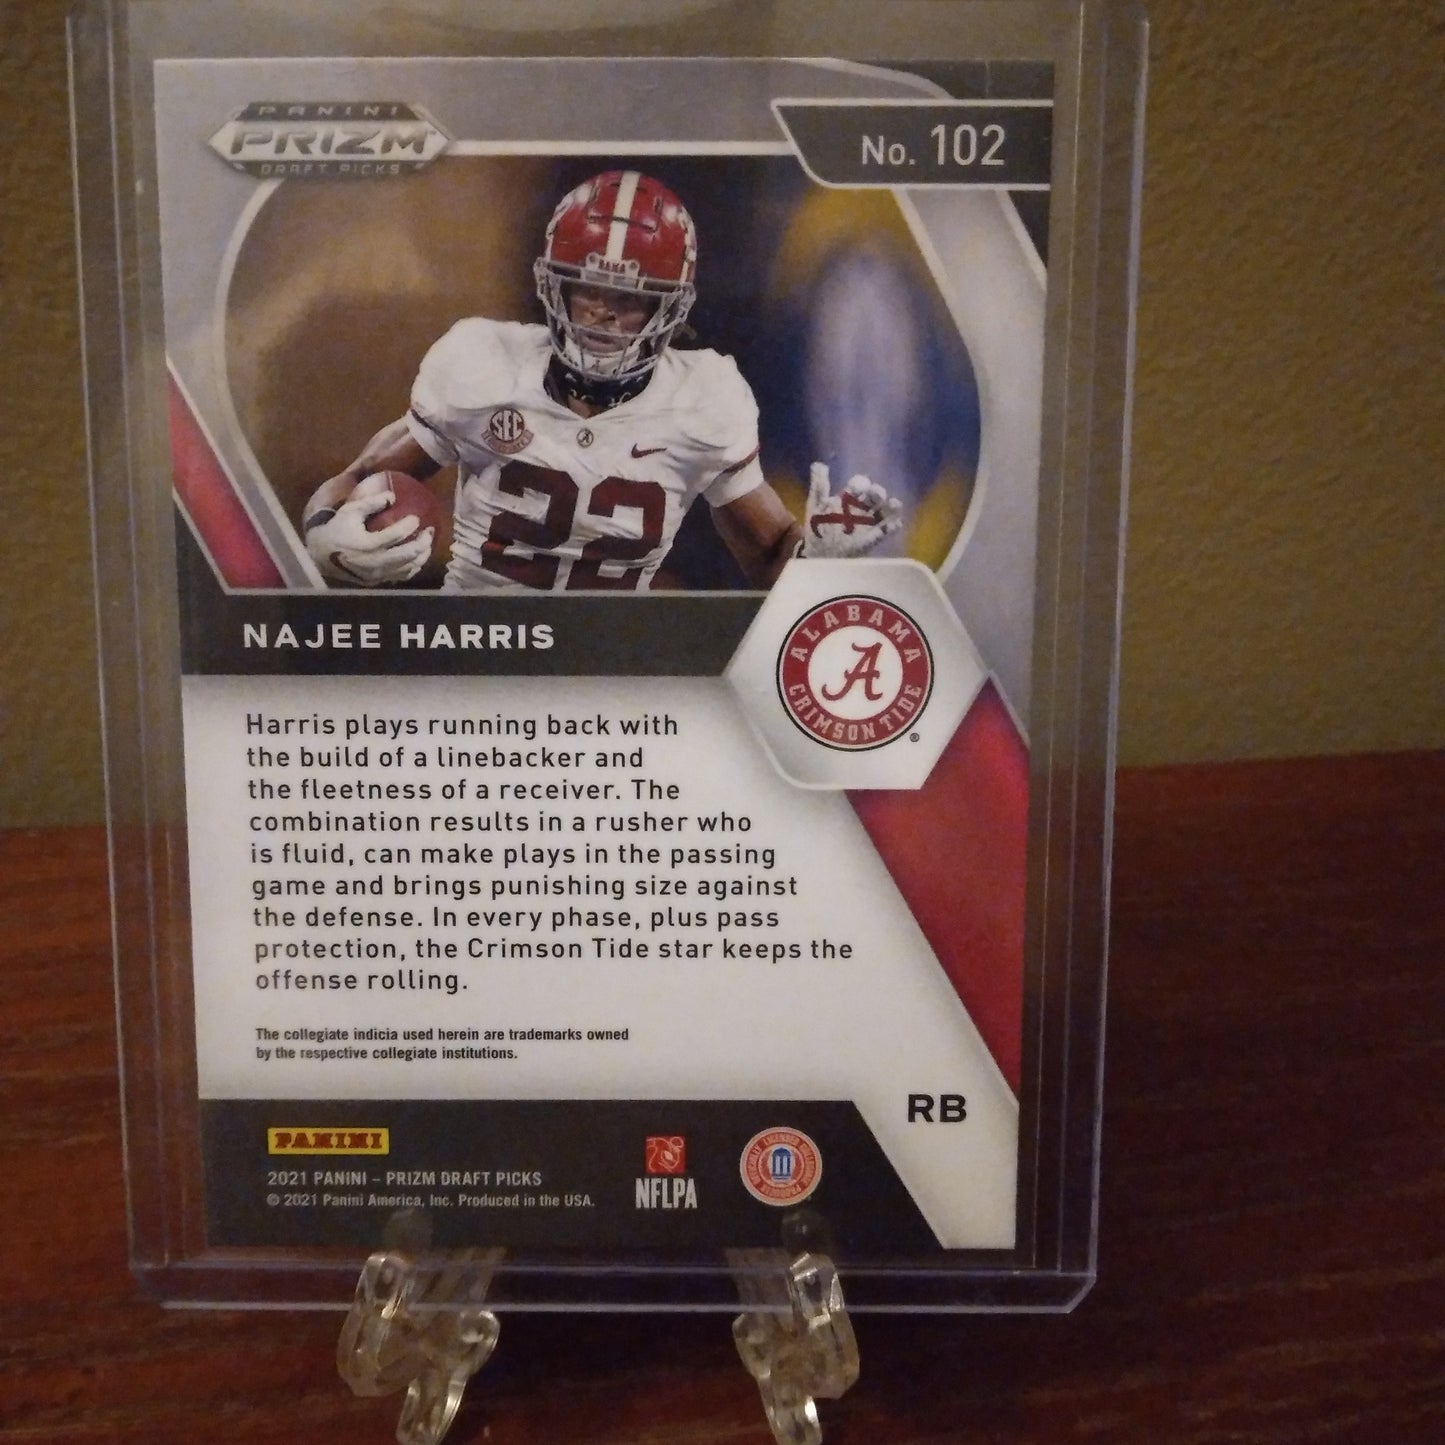 PANINI
PRIZM
DRAFT PICKS
No. 102
BAMA
SEC
A
22
4
NAJEE HARRIS
ALABAMA
A
CRIMSON TIDE
®
Harris plays running back with
the build of a linebacker and
the fleetness of a receiver. The
combination results in a rusher who
is fluid, can make plays in the passing
game and brings punishing size against
the defense. In every phase, plus pass
protection, the Crimson Tide star keeps the
offense rolling.
The collegiate indicia used herein are trademarks owned
by the respective collegiate institutions.
RB
PANINI
2021 PANINI – PRIZM DRAFT PICKS
© 2021 Panini America, Inc. Produced in the USA.
NFLPA